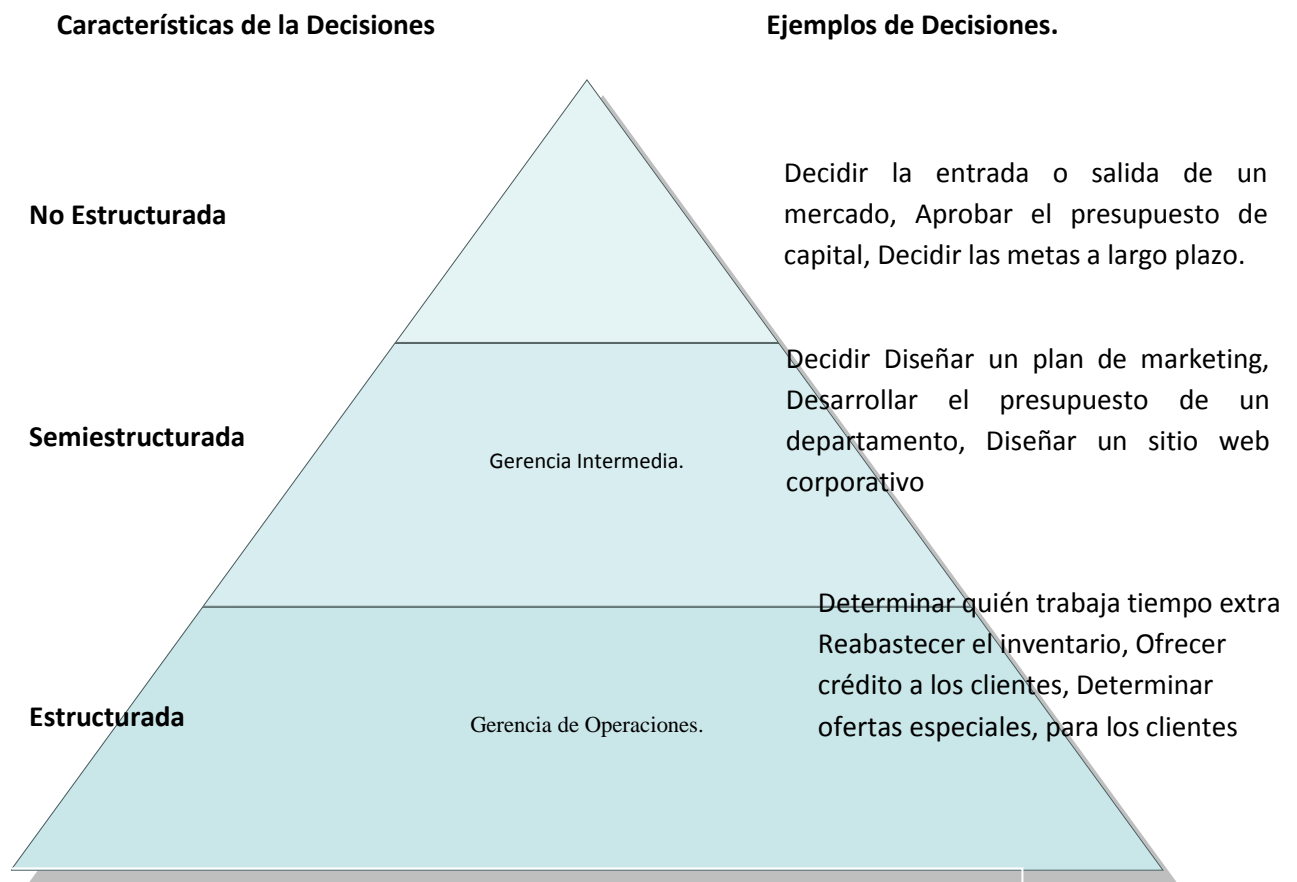 Características de la Decisiones
Ejemplos de Decisiones.
No Estructurada
Decidir la entrada o salida de un
mercado, Aprobar el presupuesto de
capital, Decidir las metas a largo plazo.
Semiestructurada
Gerencia Intermedia.
Decidir Diseñar un plan de marketing,
Desarrollar el presupuesto de un
departamento, Diseñar un sitio web
corporativo
Estructurada
Gerencia de Operaciones.
Determinar quién trabaja tiempo extra
Reabastecer el inventario, Ofrecer
crédito a los clientes, Determinar
ofertas especiales, para los clientes